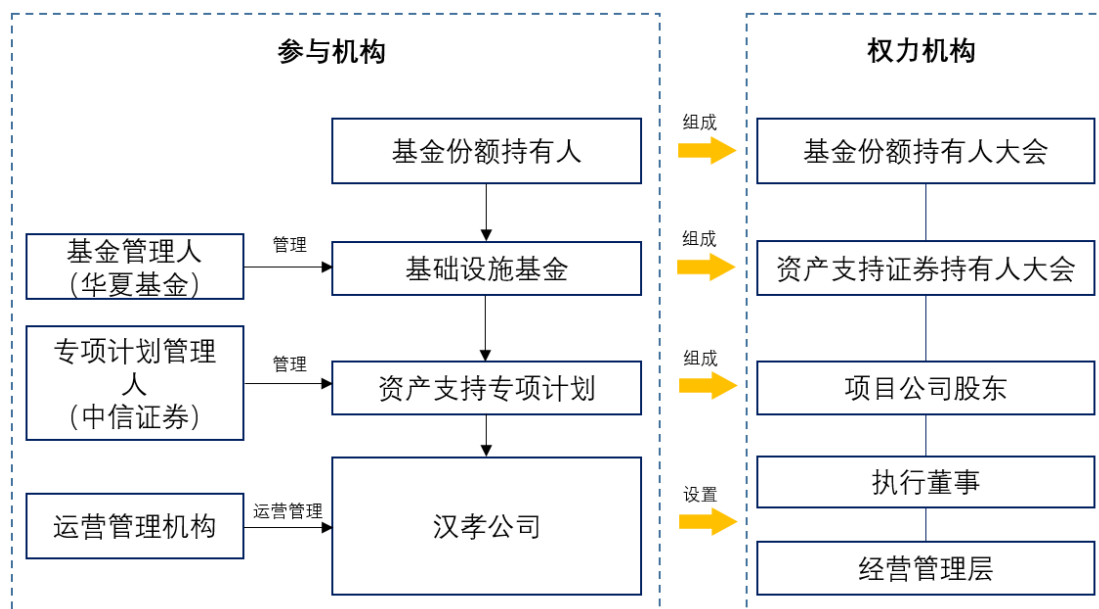 参与机构
权力机构
基金份额持有人
组成
基金份额持有人大会
基金管理人
（华夏基金）
管理
基础设施基金
组成
资产支持证券持有人大会
专项计划管理
人
（中信证券）
管理
资产支持专项计划
组成
项目公司股东
运营管理机构
运营管理
汉孝公司
设置
执行董事
经营管理层